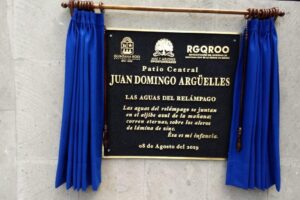 QUINTANA ROO
RGQROO
Patio Central
JUAN DOMINGO ARGÜELLES
LAS AGUAS DEL RELÁMPAGO
Las aguas del relámpago se juntan
en el aljibe azul de la mañana:
corren eternas, sobre los aleros
de lámina de zinc.
Ésa es mi infancia.
08 de Agosto del 2019